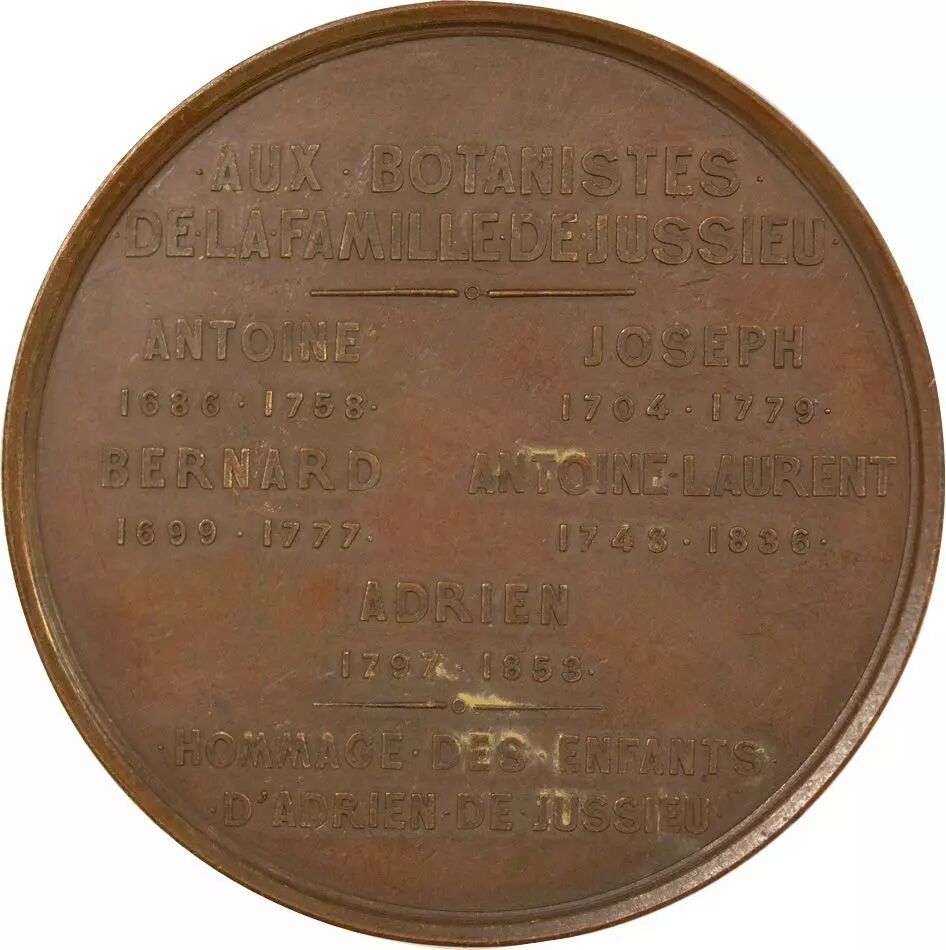 · AUX · BOTANISTES ·
· DE · LA · FAMILLE · DE · JUSSIEU ·
ANTOINE JOSEPH
1686 · 1758 · 1704 · 1779 ·
BERNARD ANTOINE-LAURENT
1699 · 1777 · 1748 · 1836 ·
ADRIEN
1797 · 1853 ·
· HOMMAGE · DES · ENFANTS ·
· D'ADRIEN · DE · JUSSIEU ·